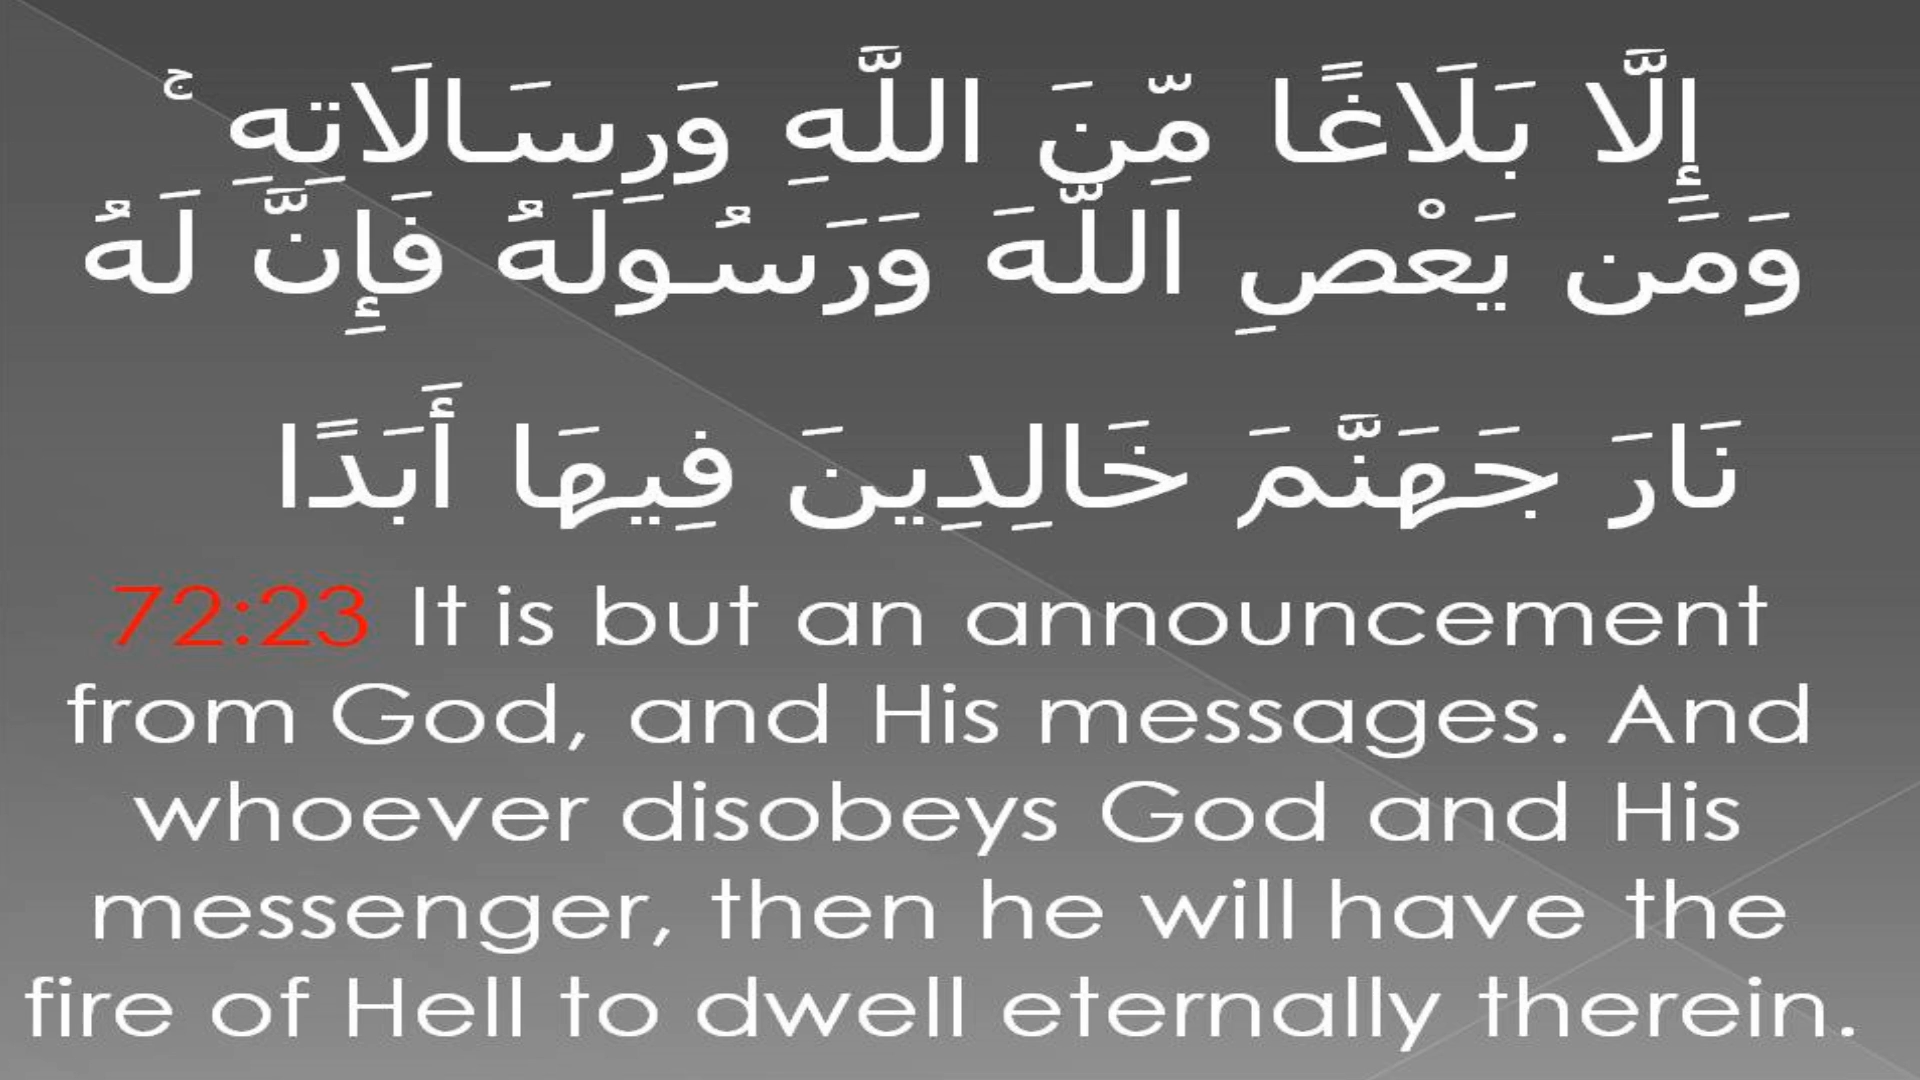 إِلَّا بَلَاغًا مِّنَ اللَّهِ وَرِسَالَاتِهِ ۚ
وَمَن يَعْصِ اللَّهَ وَرَسُولَهُ فَإِنَّ لَهُ
نَارَ جَهَنَّمَ خَالِدِينَ فِيهَا أَبَدًا
72:23 It is but an announcement
from God, and His messages. And
whoever disobeys God and His
messenger, then he will have the
fire of Hell to dwell eternally therein.